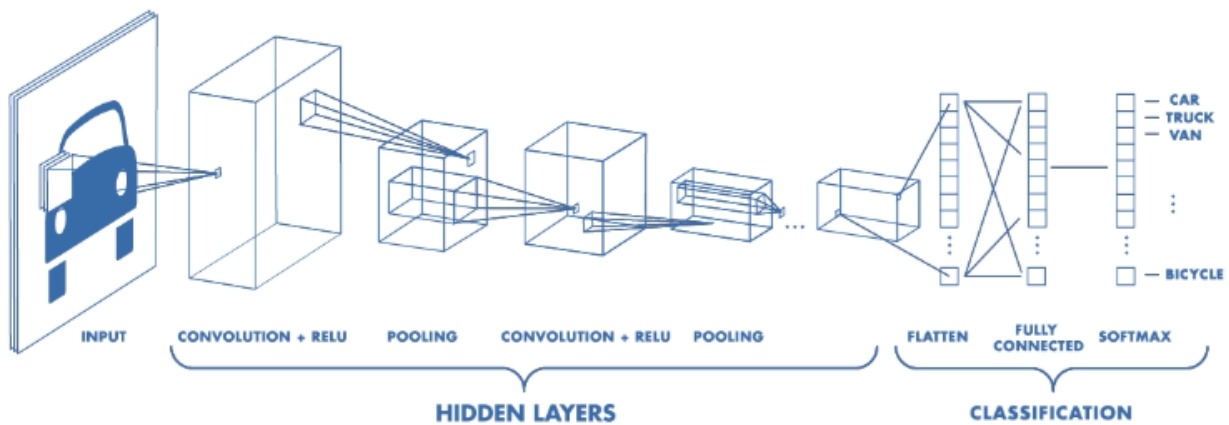 CAR
TRUCK
VAN
BICYCLE
INPUT
CONVOLUTION + RELU
POOLING
CONVOLUTION + RELU
POOLING
FLATTEN
FULLY
CONNECTED
SOFTMAX
HIDDEN LAYERS
CLASSIFICATION